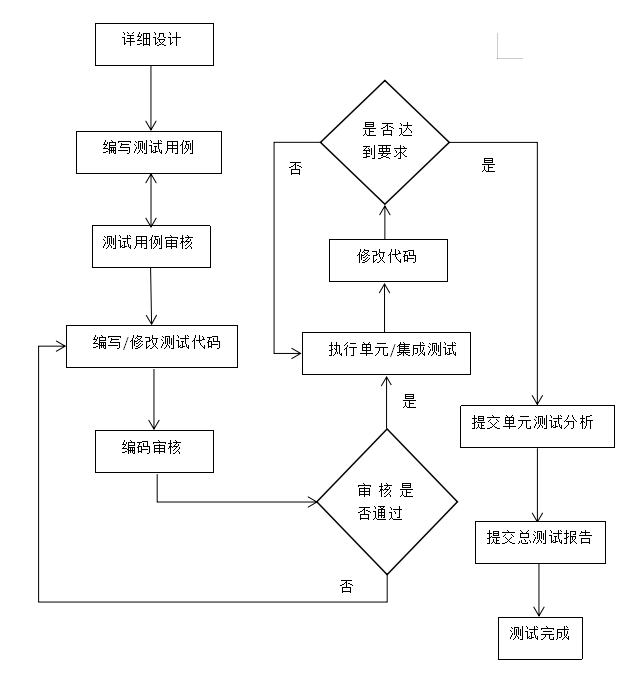 详细设计
编写测试用例
测试用例审核
编写/修改测试代码
编码审核
审核是
否通过
否
是
执行单元/集成测试
修改代码
是否达
到要求
否
是
提交单元测试分析
提交总测试报告
测试完成